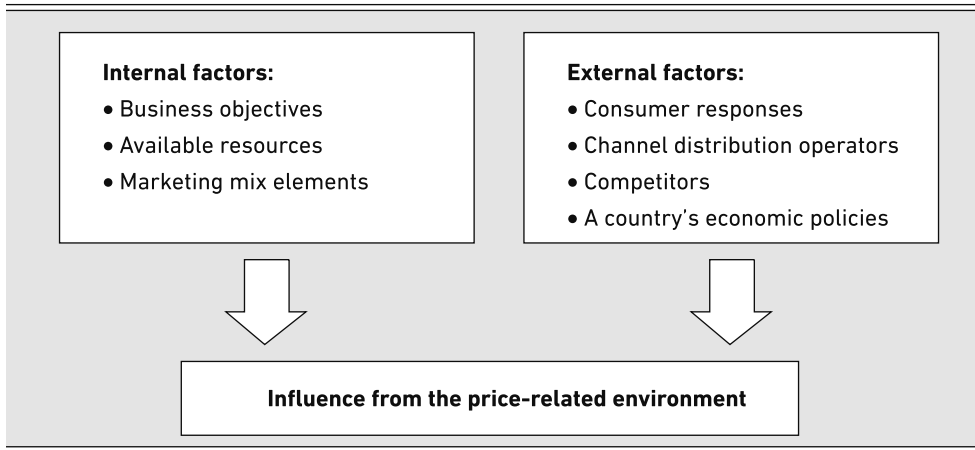 Internal factors:
• Business objectives
• Available resources
• Marketing mix elements
External factors:
• Consumer responses
• Channel distribution operators
• Competitors
• A country’s economic policies
Influence from the price-related environment